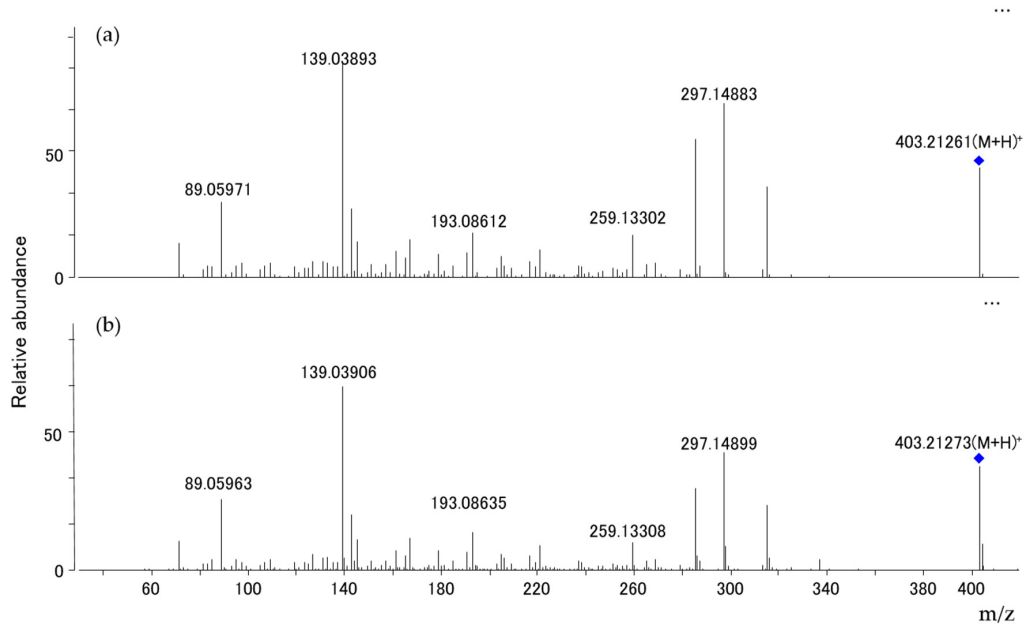 ...
(a)
139.03893
297.14883
403.21261(M+H)+
50
89.05971
193.08612
259.13302
0
...
(b)
139.03906
297.14899
403.21273(M+H)+
50
89.05963
193.08635
259.13308
0
60 100 140 180 220 260 300 340 400
m/z
Relative abundance